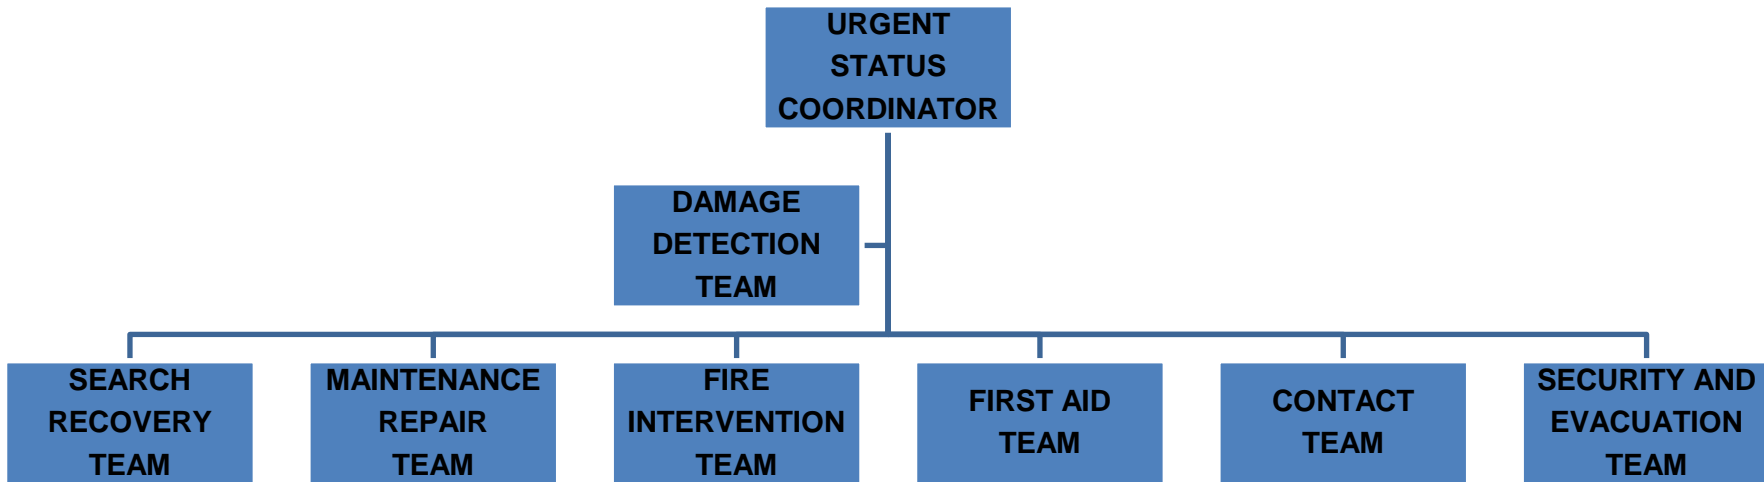 URGENT
STATUS
COORDINATOR
DAMAGE
DETECTION
TEAM
SEARCH
RECOVERY
TEAM
MAINTENANCE
REPAIR
TEAM
FIRE
INTERVENTION
TEAM
FIRST AID
TEAM
CONTACT
TEAM
SECURITY AND
EVACUATION
TEAM